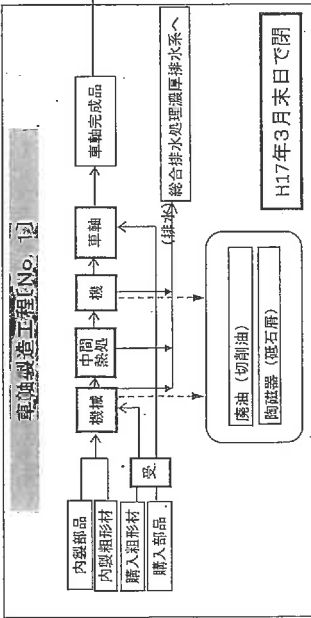 車軸製造工程[No. 12]
内製部品
内製粗形材
購入粗形材
購入部品
受
機械
中間
熱処
機
車軸
車軸完成品
(排水)
総合排水処理濃厚排水系へ
廃油（切削油）
陶磁器（砥石屑）
H17年3月末日で閉